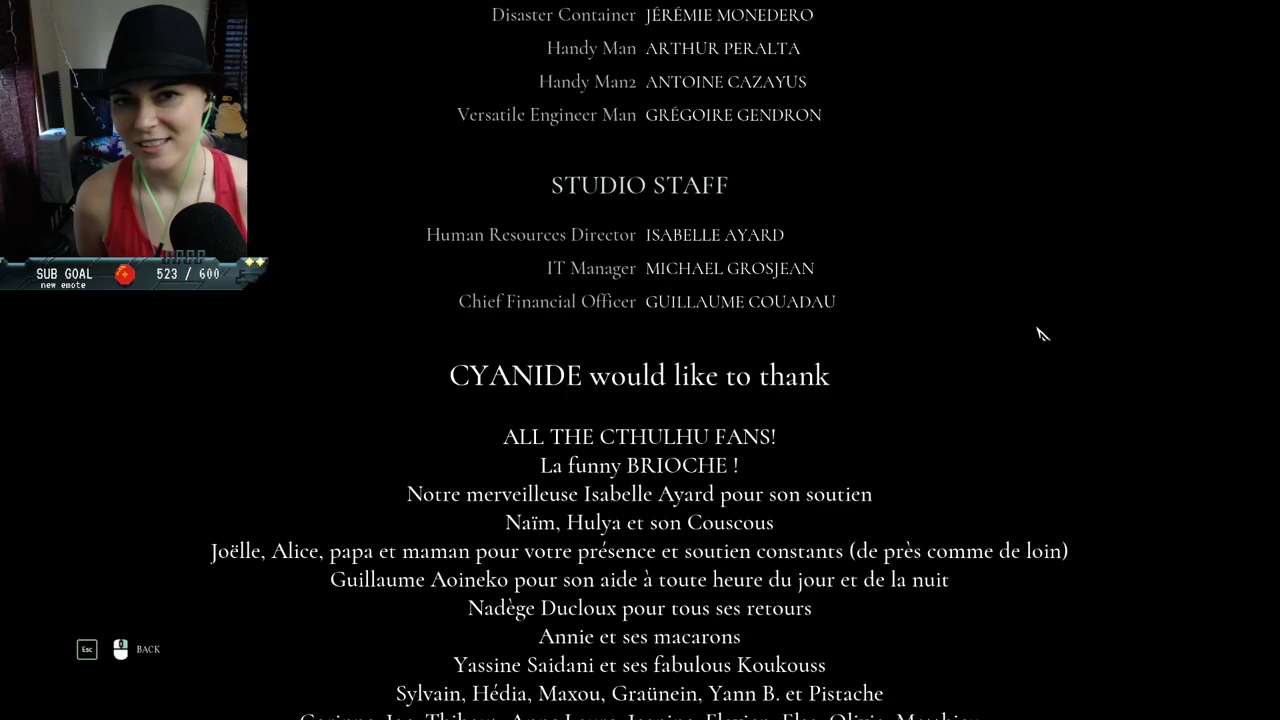 Disaster Container JÉRÉMIE MONEDERO
Handy Man ARTHUR PERALTA
Handy Man2 ANTOINE CAZAYUS
Versatile Engineer Man GRÉGOIRE GENDRON
STUDIO STAFF
Human Resources Director ISABELLE AYARD
IT Manager MICHAEL GROSJEAN
Chief Financial Officer GUILLAUME COUADAU
SUB GOAL 523 / 600
new emote
CYANIDE would like to thank
ALL THE CTHULHU FANS!
La funny BRIOCHE !
Notre merveilleuse Isabelle Ayard pour son soutien
Naïm, Hulya et son Couscous
Joëlle, Alice, papa et maman pour votre présence et soutien constants (de près comme de loin)
Guillaume Aoineko pour son aide à toute heure du jour et de la nuit
Nadège Ducloux pour tous ses retours
Annie et ses macarons
Yassine Saidani et ses fabulous Koukouss
Sylvain, Hédia, Maxou, Graünein, Yann B. et Pistache
Esc BACK